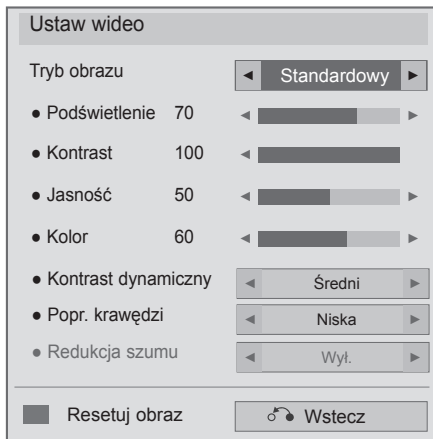 Ustaw wideo
Tryb obrazu ◄ Standardowy ►
● Podświetlenie 70 ◄ ►
● Kontrast 100 ◄
● Jasność 50 ◄ ►
● Kolor 60 ◄ ►
● Kontrast dynamiczny ◄ Średni ►
● Popr. krawędzi ◄ Niska ►
● Redukcja szumu ◄ Wył. ►
Resetuj obraz Wstecz